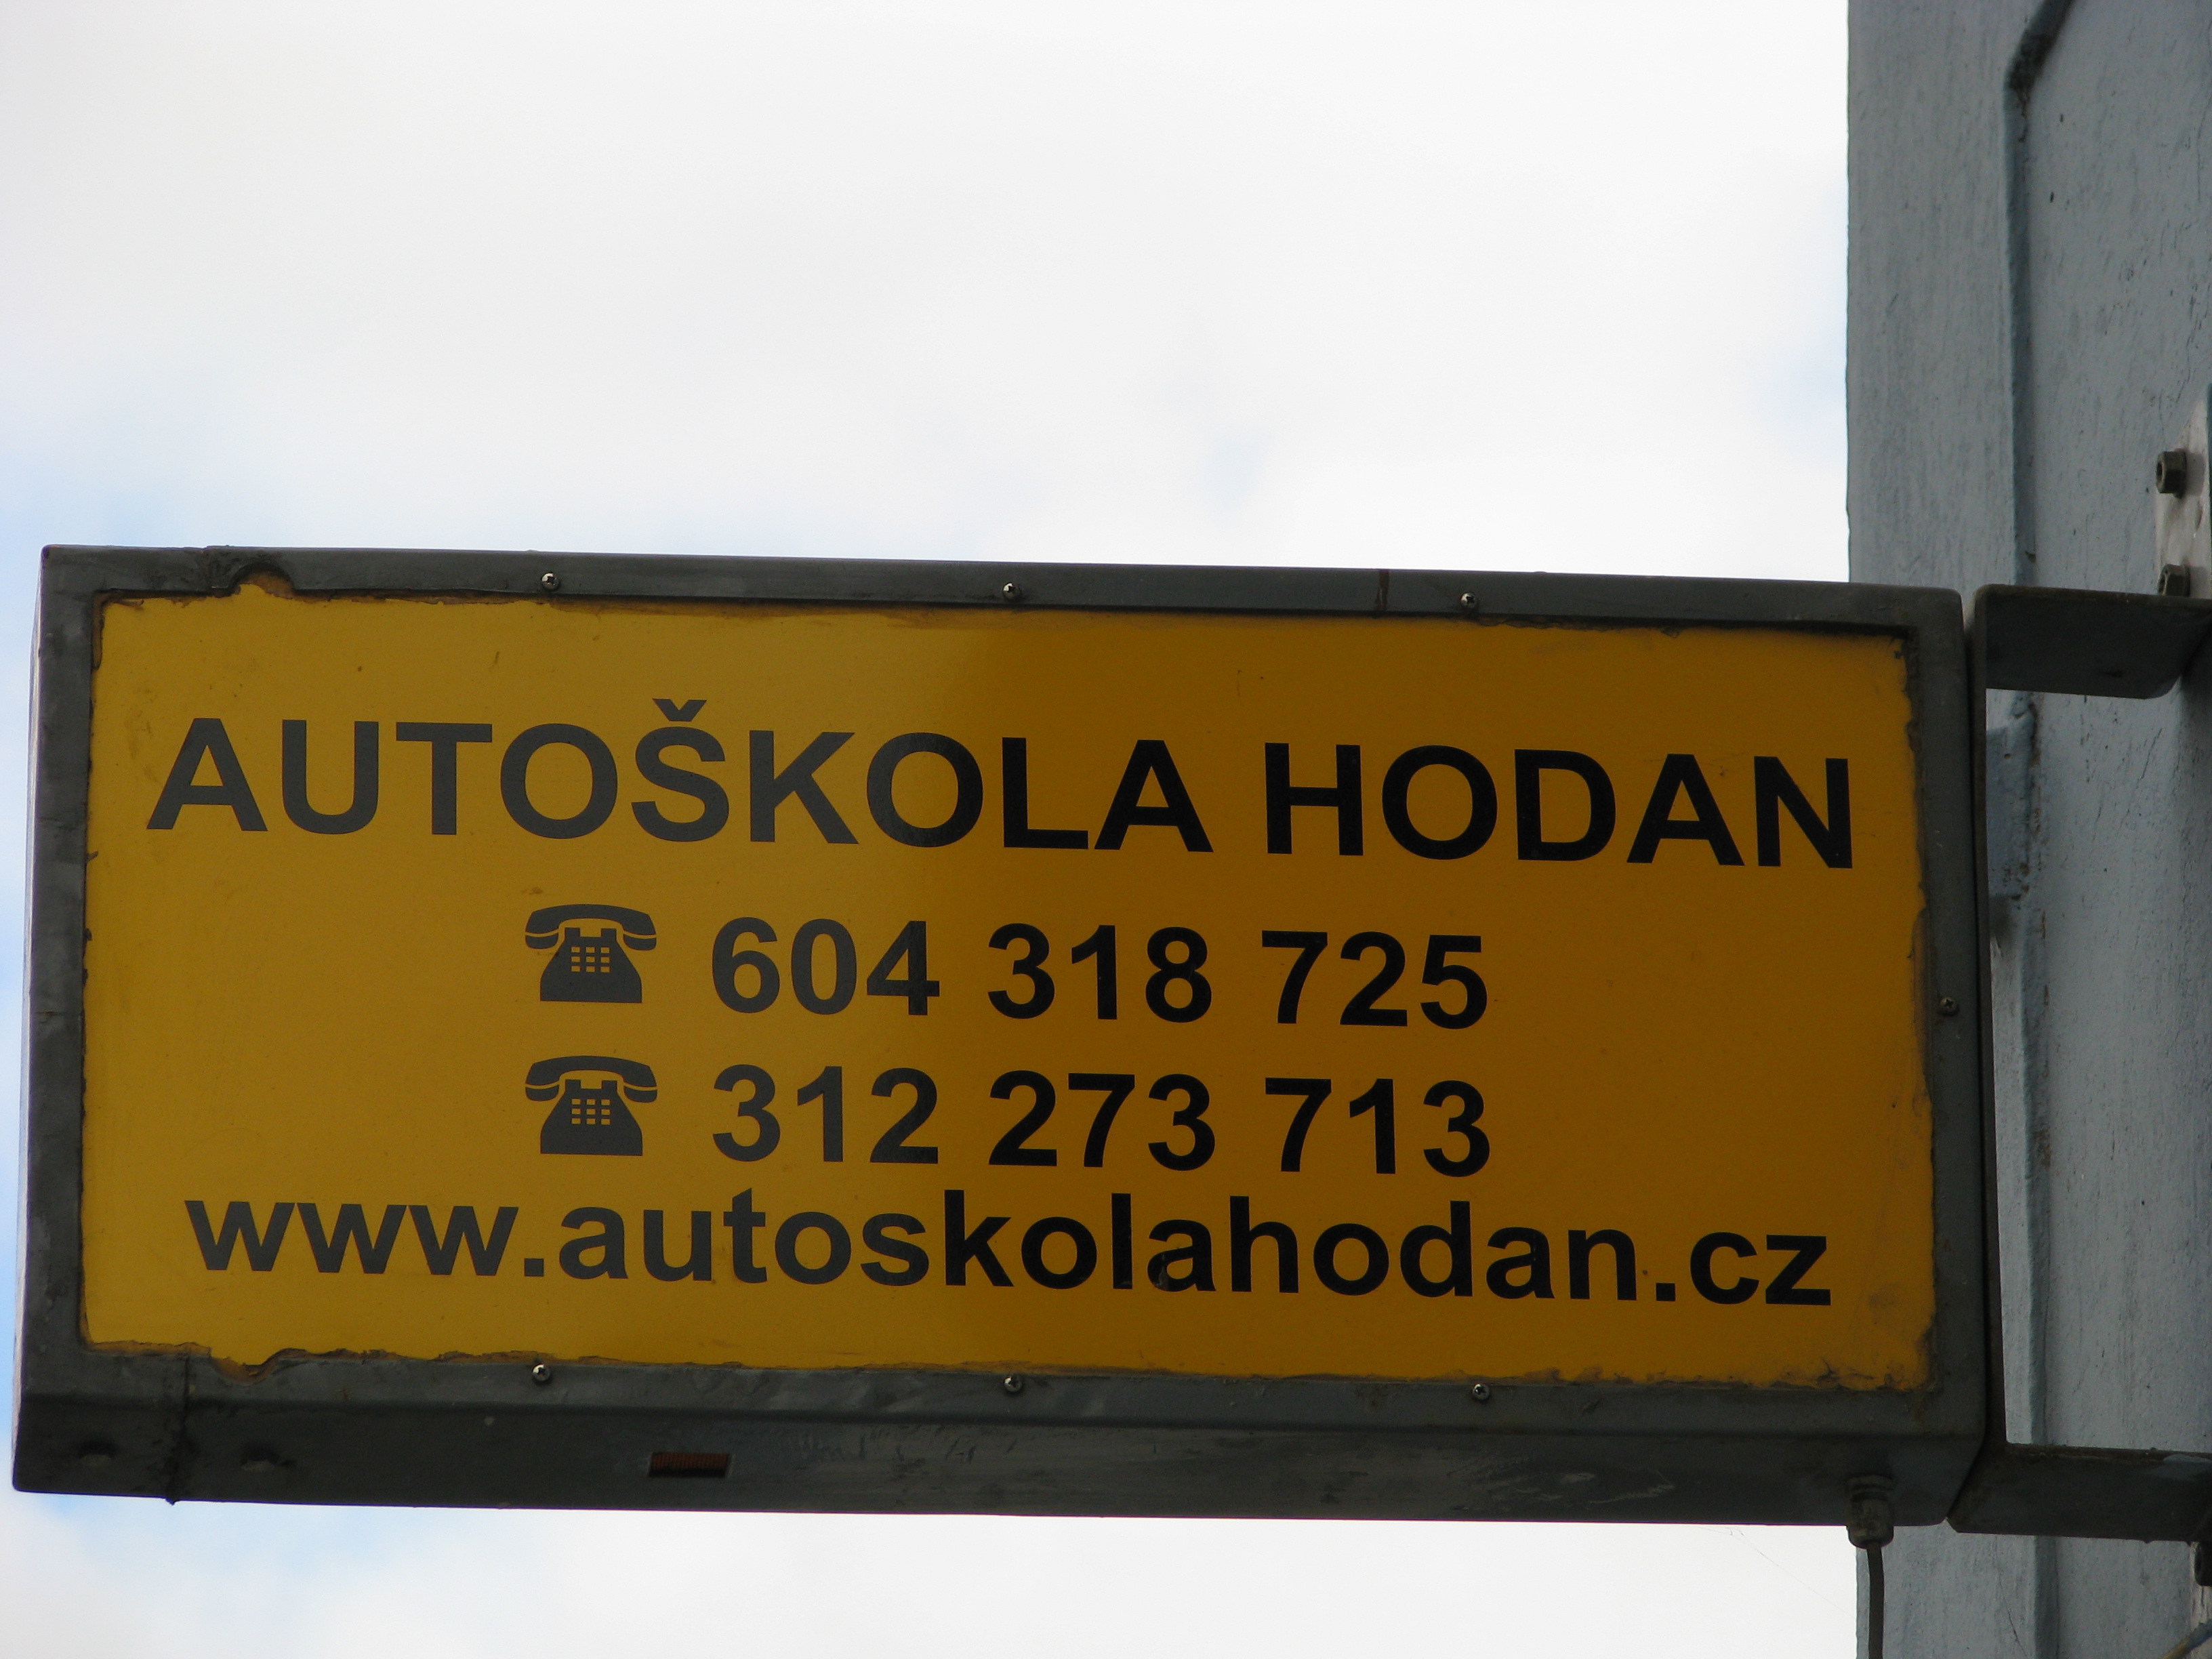 AUTOŠKOLA HODAN
☎ 604 318 725
☎ 312 273 713
www.autoskolahodan.cz